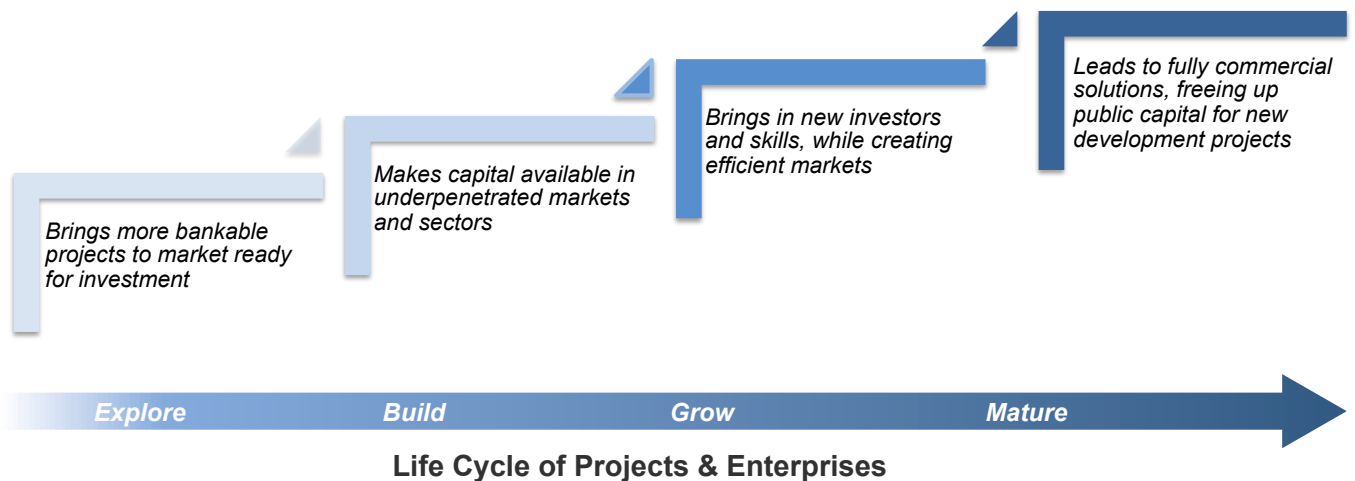 Brings more bankable
projects to market ready
for investment
Makes capital available in
underpenetrated markets
and sectors
Brings in new investors
and skills, while creating
efficient markets
Leads to fully commercial
solutions, freeing up
public capital for new
development projects
Explore
Build
Grow
Mature
Life Cycle of Projects & Enterprises